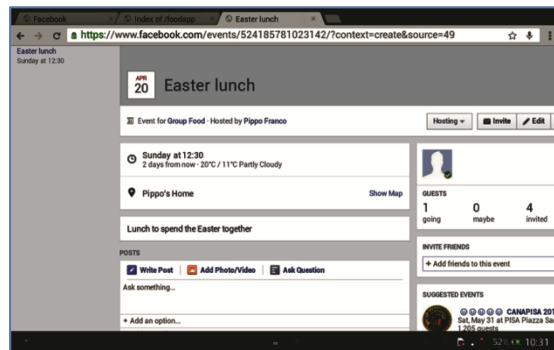 Facebook
Index of /foodapp
Easter lunch
https://www.facebook.com/events/524185781023142/?context=create&source=49
Easter lunch
Sunday at 12:30
APR
20
Easter lunch
Event for Group Food · Hosted by Pippo Franco
Hosting
Invite
Edit
Sunday at 12:30
2 days from now · 20°C / 11°C Partly Cloudy
Pippo's Home
Show Map
Lunch to spend the Easter together
GUESTS
1 0 4
going maybe invited
POSTS
Write Post
Add Photo/Video
Ask Question
Ask something...
+ Add an option...
INVITE FRIENDS
+ Add friends to this event
SUGGESTED EVENTS
CANAPISA 201
Sat, May 31 at PISA Piazza Sa
1,205 guests
52% 10:31